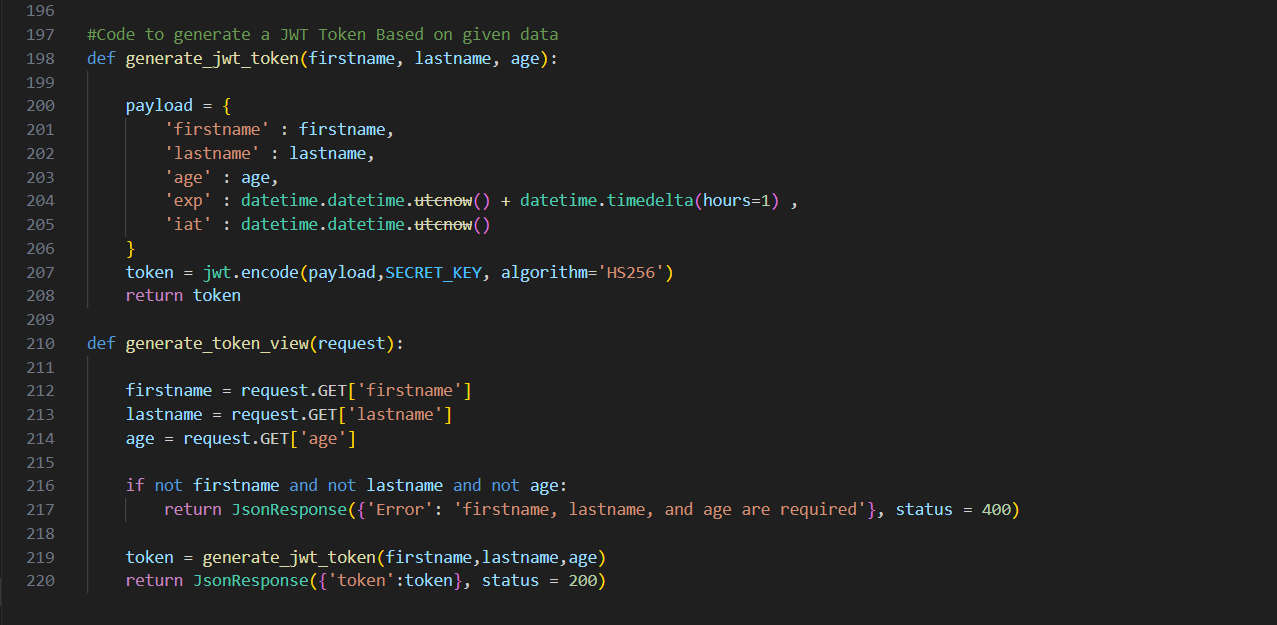 196
197 #Code to generate a JWT Token Based on given data
198 def generate_jwt_token(firstname, lastname, age):
199
200     payload = {
201         'firstname' : firstname,
202         'lastname' : lastname,
203         'age' : age,
204         'exp' : datetime.datetime.utcnow() + datetime.timedelta(hours=1) ,
205         'iat' : datetime.datetime.utcnow()
206     }
207     token = jwt.encode(payload,SECRET_KEY, algorithm='HS256')
208     return token
209
210 def generate_token_view(request):
211
212     firstname = request.GET['firstname']
213     lastname = request.GET['lastname']
214     age = request.GET['age']
215
216     if not firstname and not lastname and not age:
217         return JsonResponse({'Error': 'firstname, lastname, and age are required'}, status = 400)
218
219     token = generate_jwt_token(firstname,lastname,age)
220     return JsonResponse({'token':token}, status = 200)